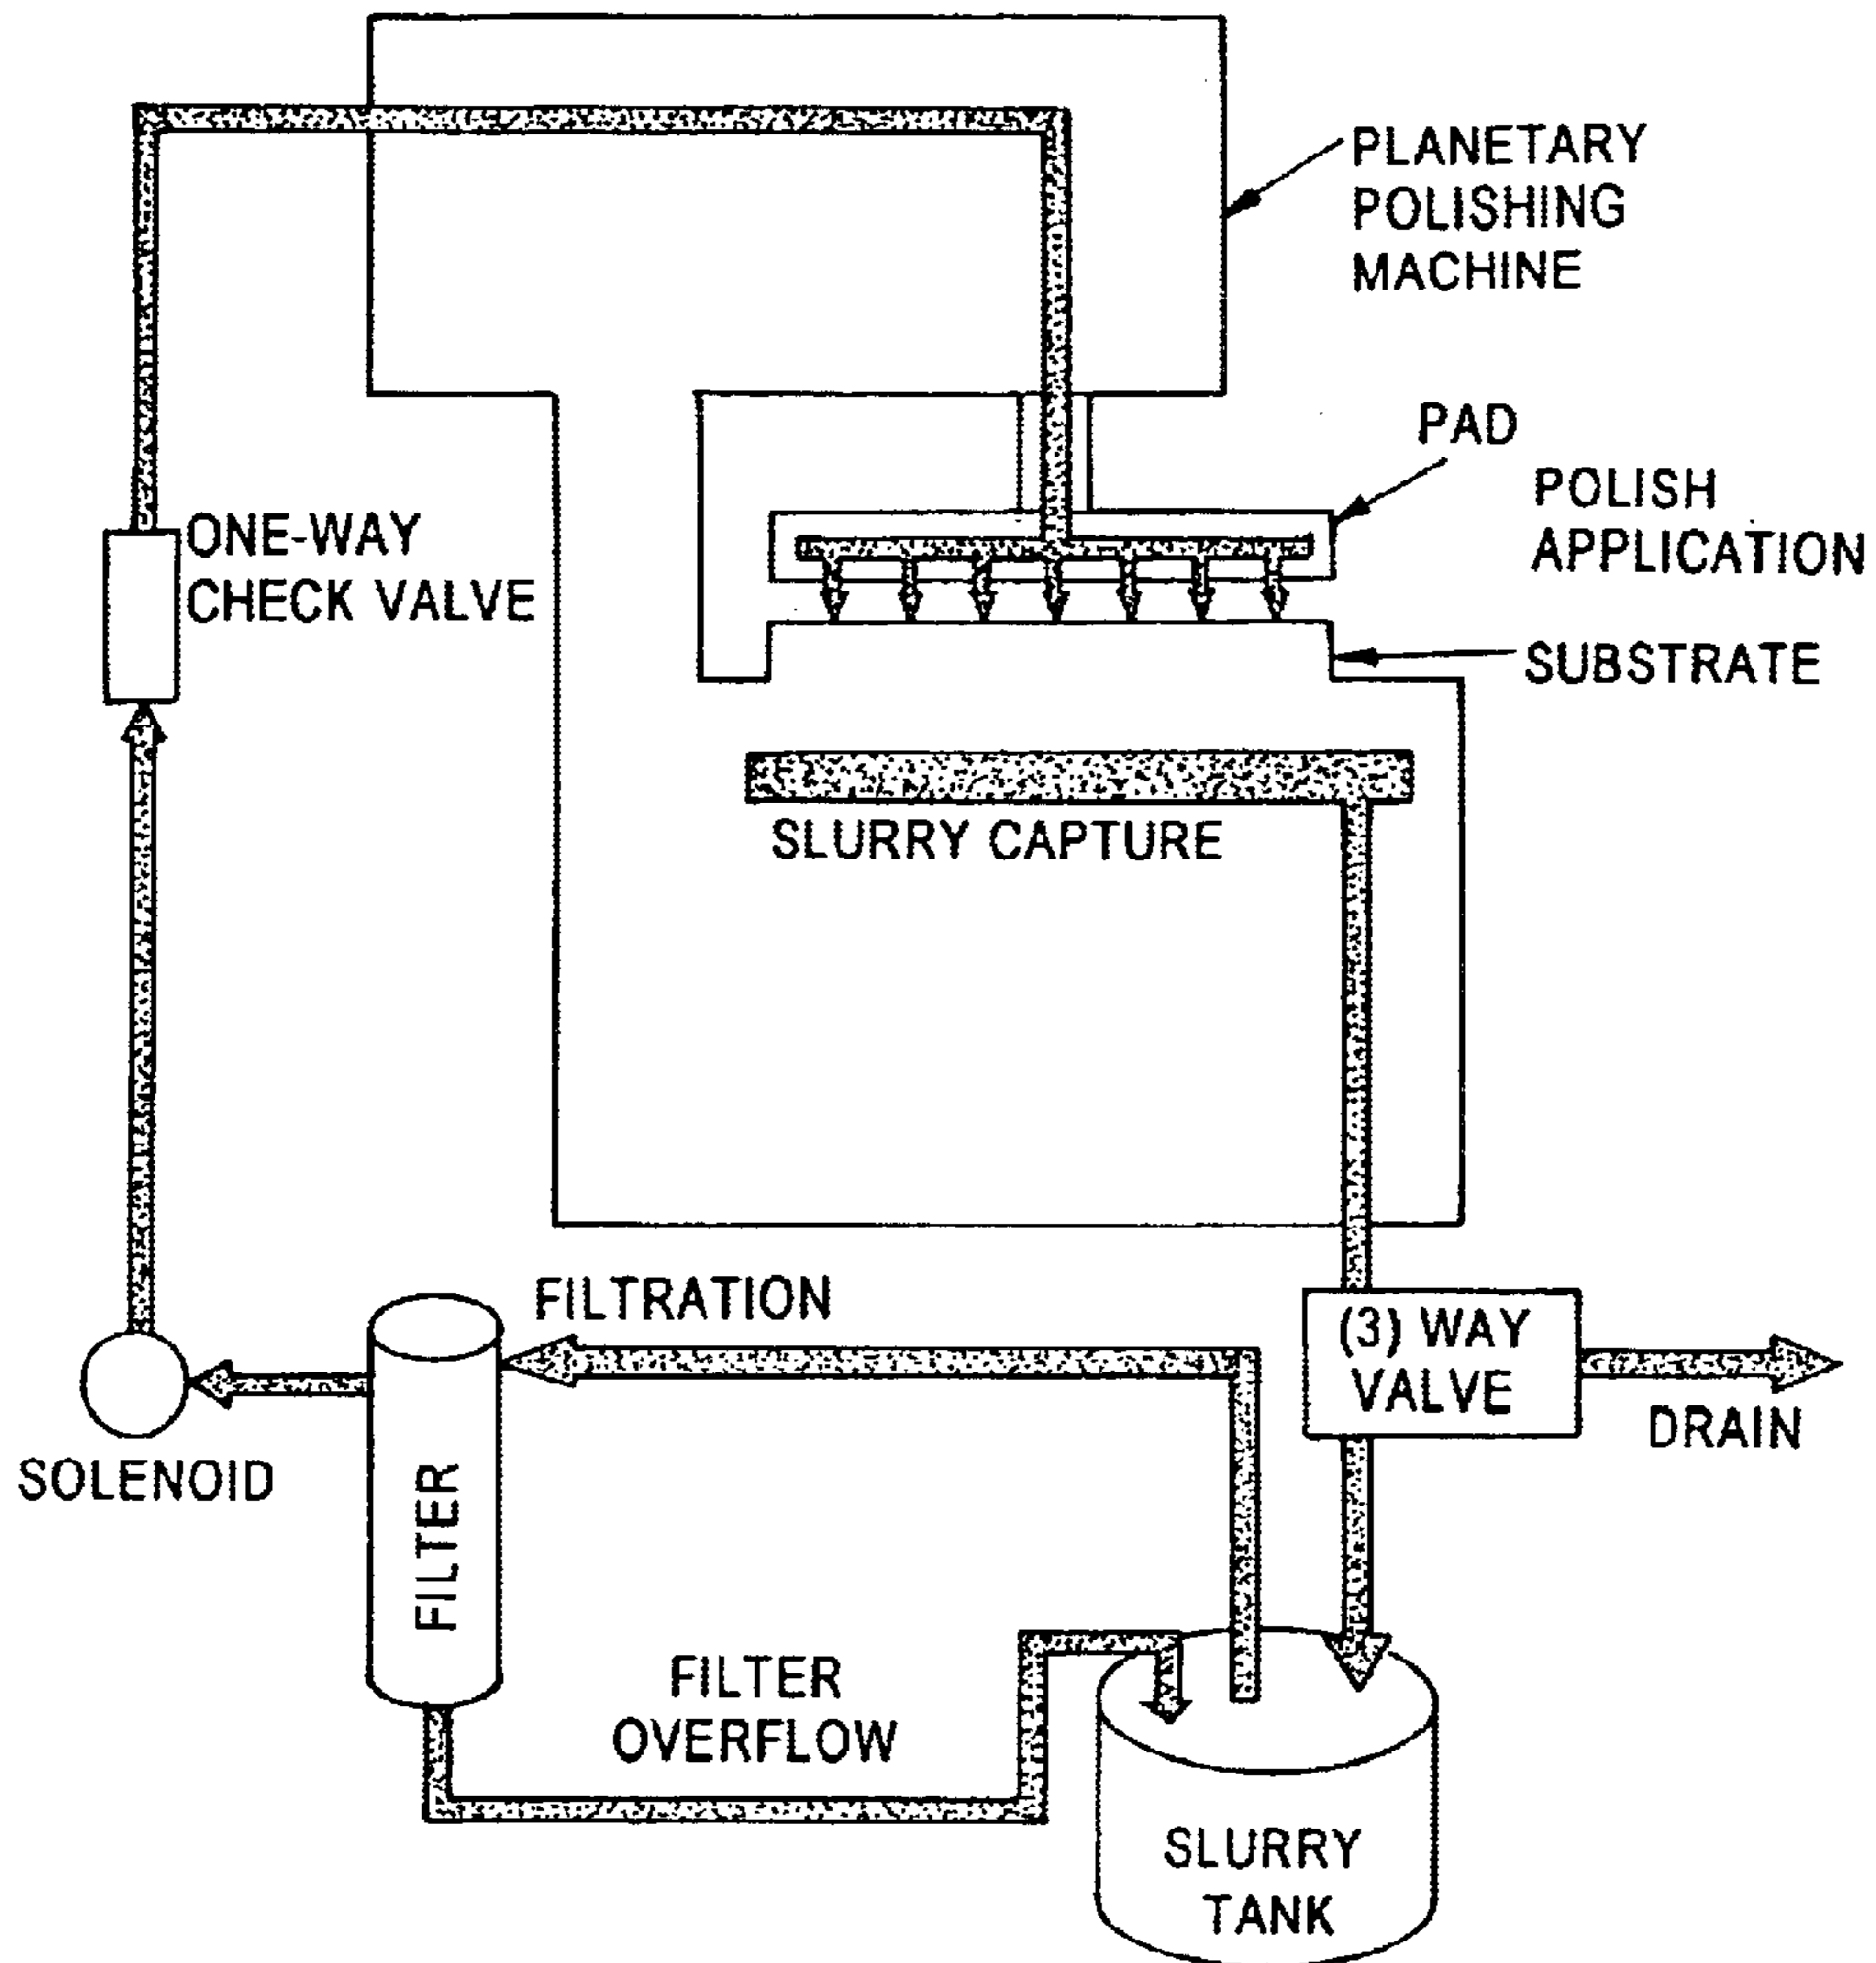 PLANETARY
POLISHING
MACHINE
PAD
POLISH
APPLICATION
ONE-WAY
CHECK VALVE
SUBSTRATE
SLURRY CAPTURE
FILTRATION
(3) WAY
VALVE
DRAIN
SOLENOID
FILTER
FILTER
OVERFLOW
SLURRY
TANK